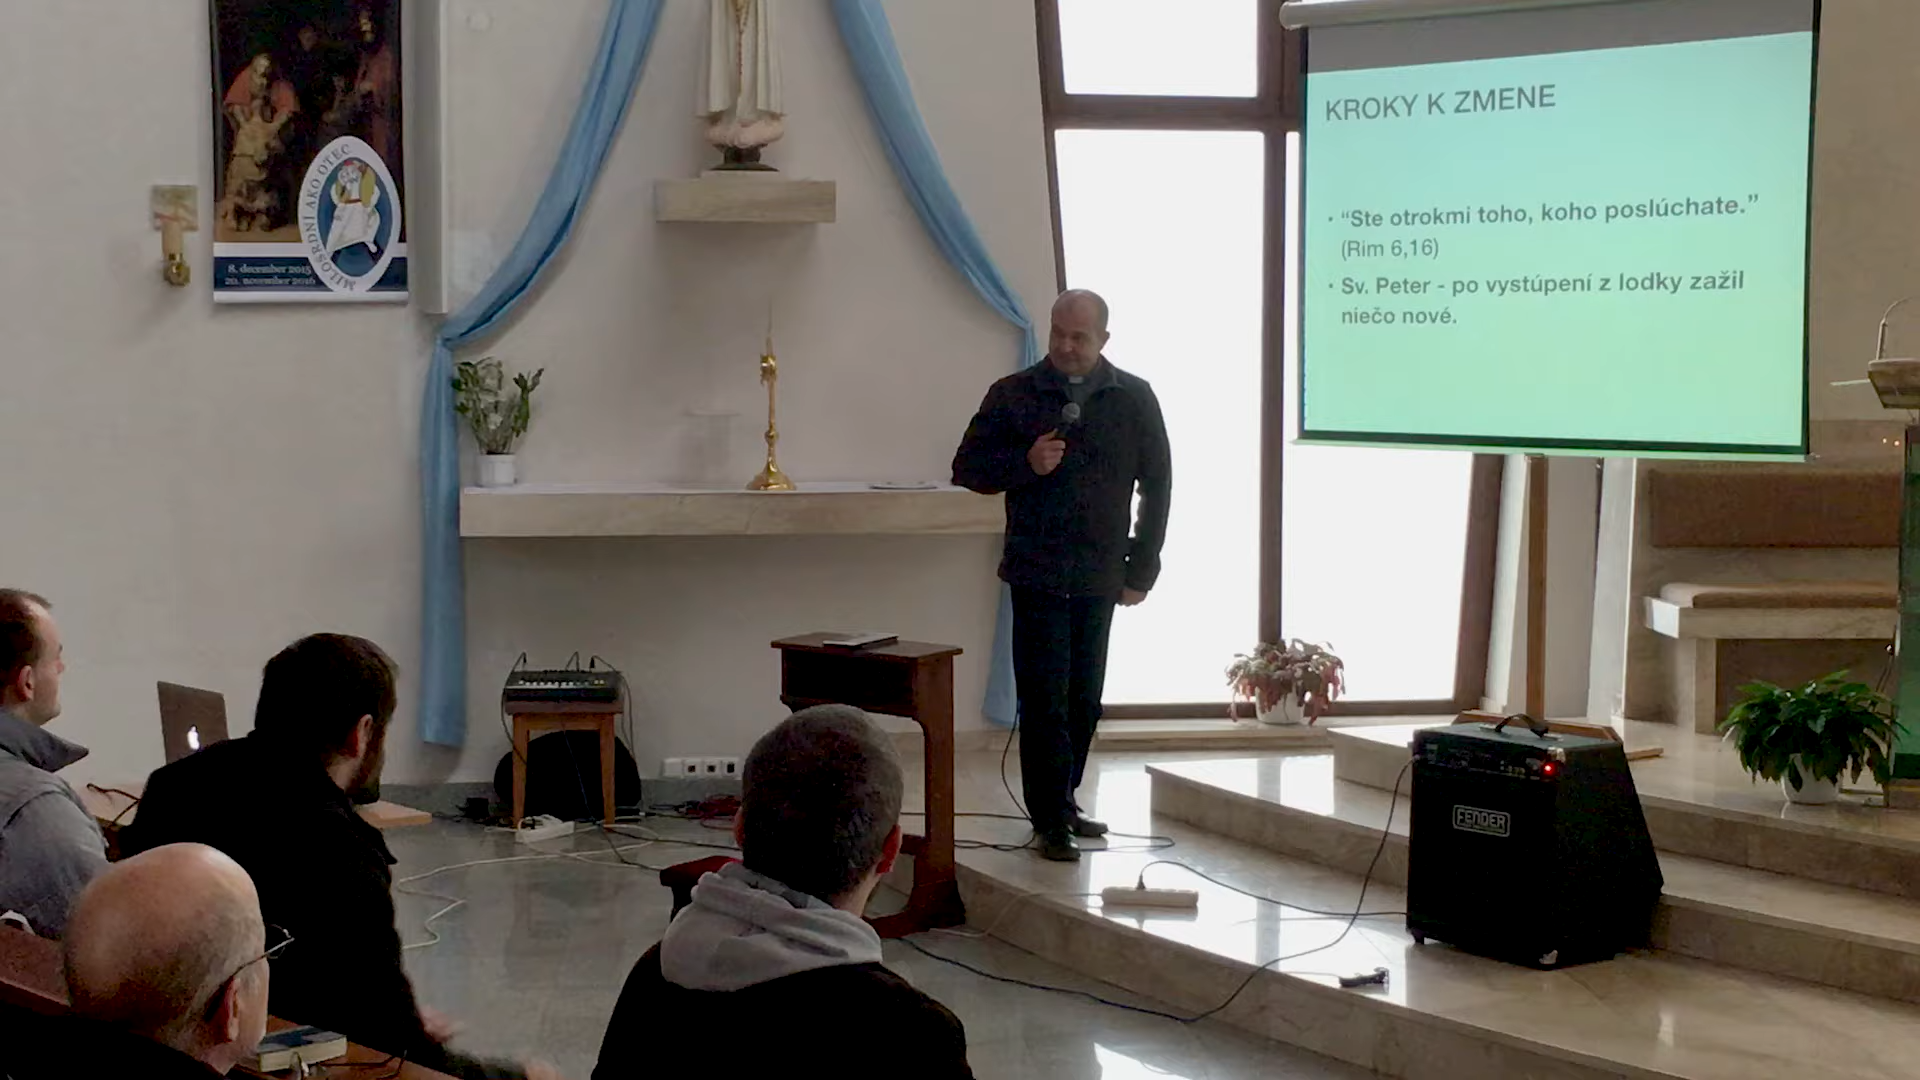 MILOSRDNÍ AKO OTEC
8. december 2015
20. november 2016
KROKY K ZMENE
• “Ste otrokmi toho, koho poslúchate.”
(Rim 6,16)
• Sv. Peter - po vystúpení z lodky zažil
niečo nové.
FENDER